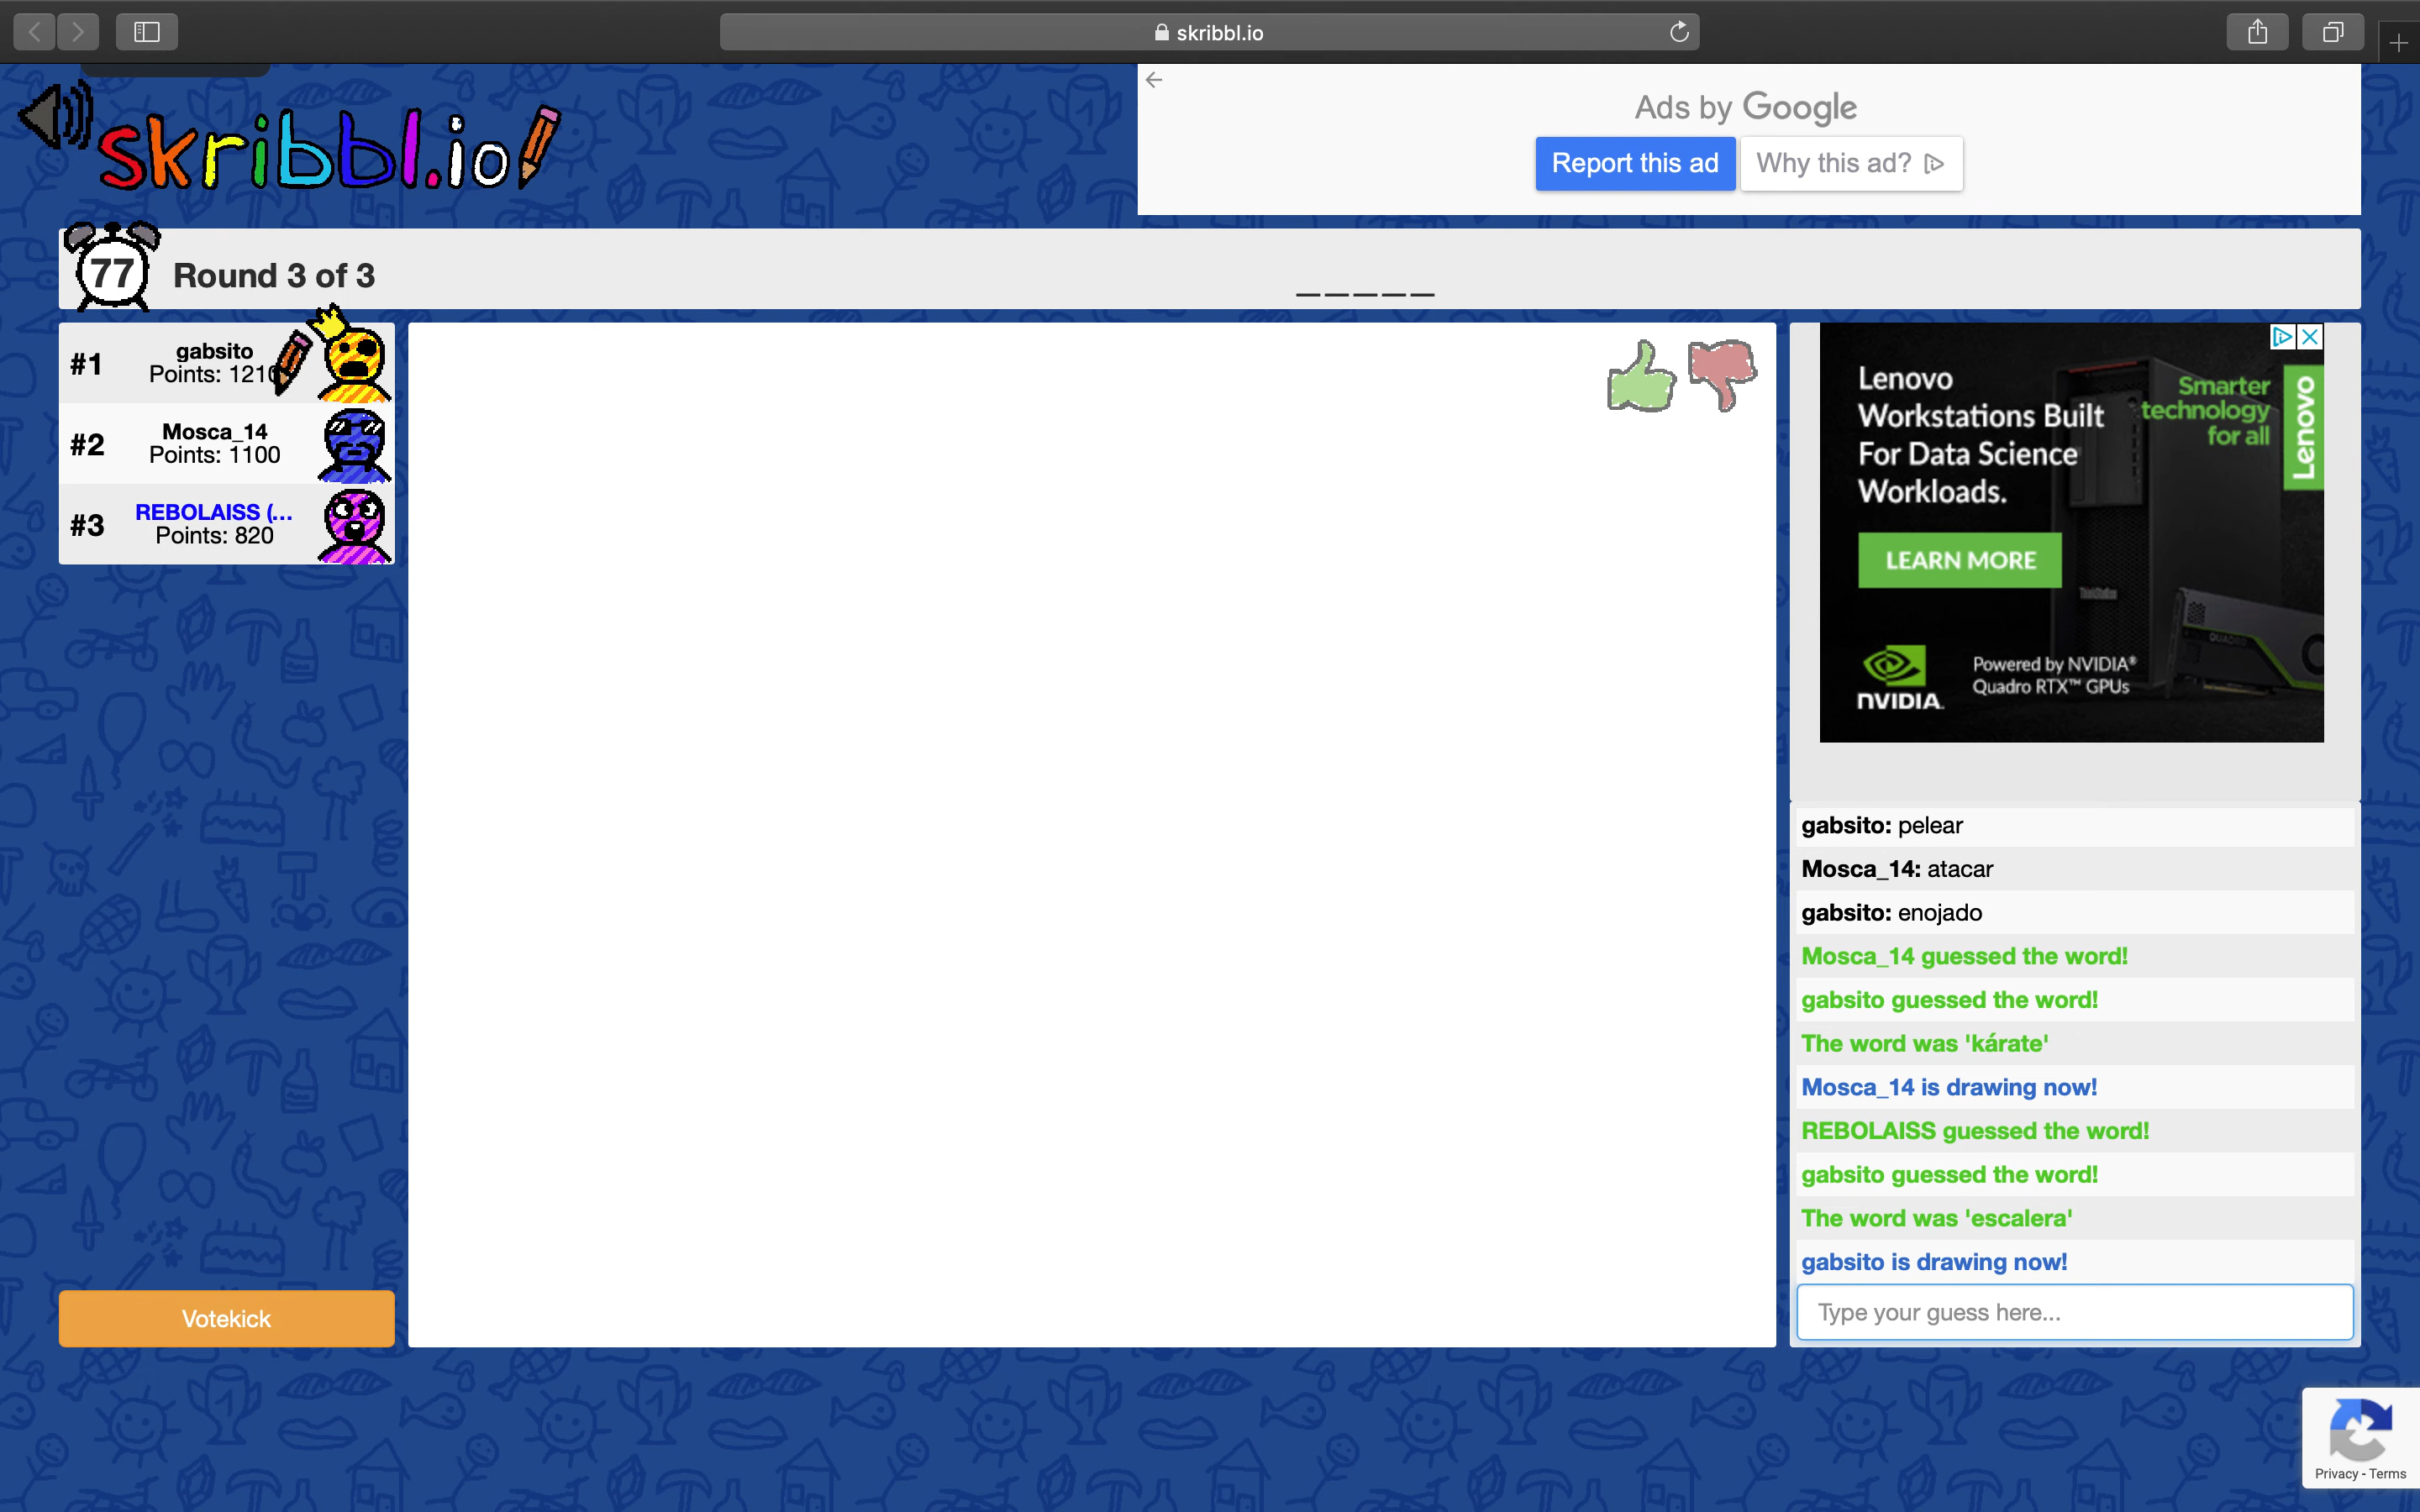 skribbl.io
skribbl.io
Ads by Google
Report this ad
Why this ad?
77
Round 3 of 3
_ _ _ _ _
#1
gabsito
Points: 1210
#2
Mosca_14
Points: 1100
#3
REBOLAISS (...
Points: 820
Lenovo
Workstations Built
For Data Science
Workloads.
Smarter
technology
for all
Lenovo
LEARN MORE
NVIDIA.
Powered by NVIDIA®
Quadro RTX™ GPUs
gabsito: pelear
Mosca_14: atacar
gabsito: enojado
Mosca_14 guessed the word!
gabsito guessed the word!
The word was 'kárate'
Mosca_14 is drawing now!
REBOLAISS guessed the word!
gabsito guessed the word!
The word was 'escalera'
gabsito is drawing now!
Type your guess here...
Votekick
Privacy - Terms